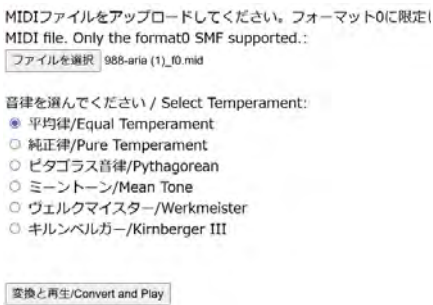 MIDIファイルをアップロードしてください。フォーマット0に限定
MIDI file. Only the format0 SMF supported.:
ファイルを選択 988-aria (1)_f0.mid
音律を選んでください / Select Temperament:
平均律/Equal Temperament
純正律/Pure Temperament
ピタゴラス音律/Pythagorean
ミーントーン/Mean Tone
ヴェルクマイスター/Werkmeister
キルンベルガー/Kirnberger III
変換と再生/Convert and Play